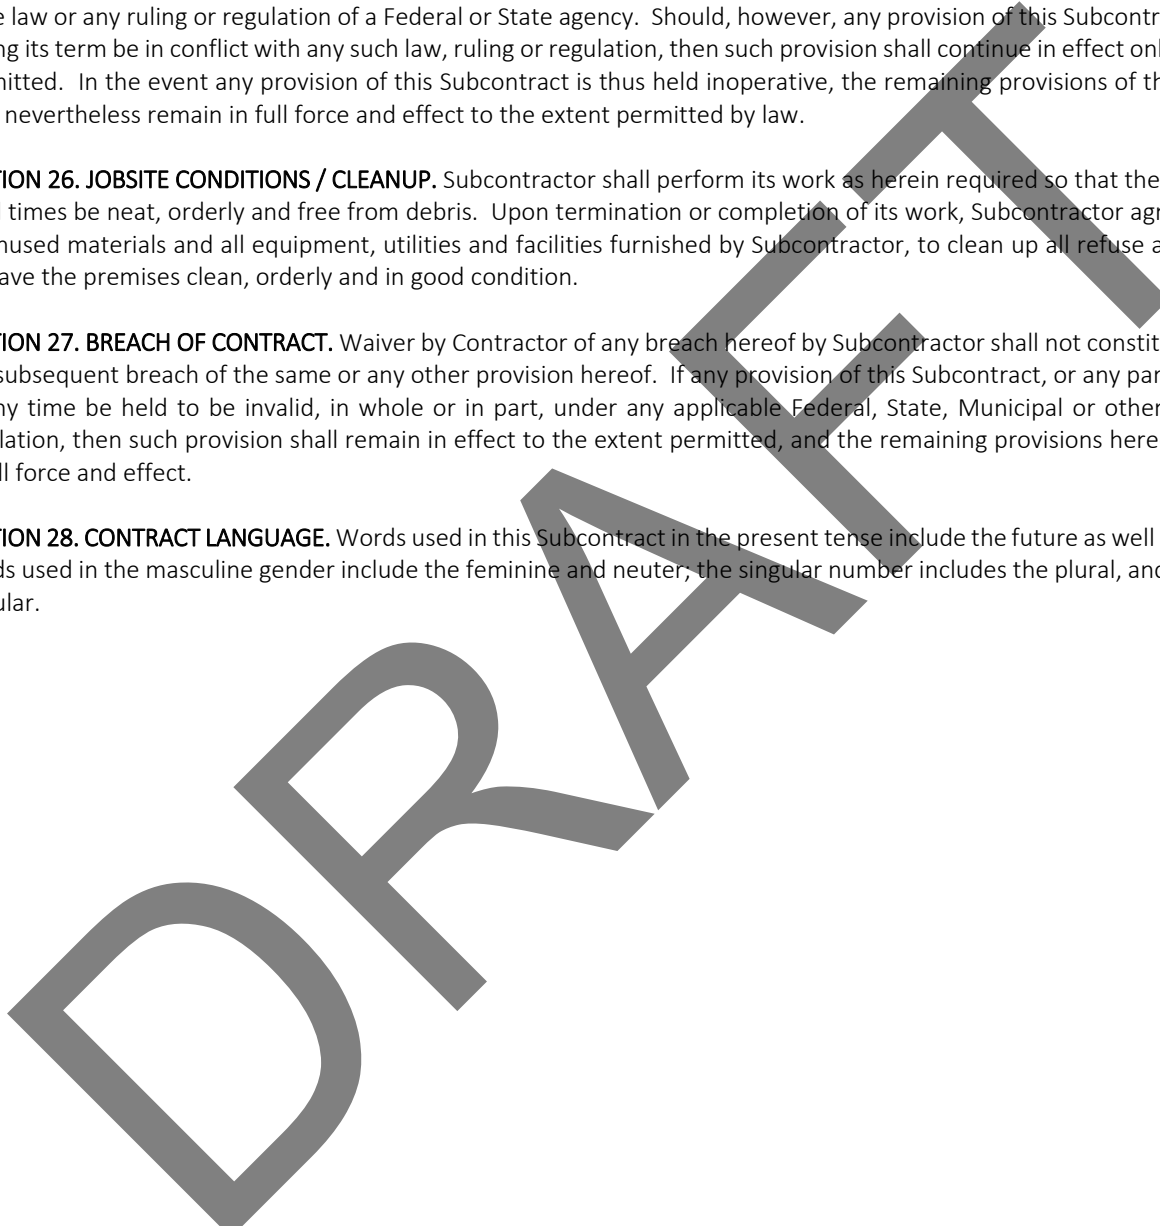 e law or any ruling or regulation of a Federal or State agency. Should, however, any provision of this Subcontr
ng its term be in conflict with any such law, ruling or regulation, then such provision shall continue in effect onl
mitted. In the event any provision of this Subcontract is thus held inoperative, the remaining provisions of th
nevertheless remain in full force and effect to the extent permitted by law.
TION 26. JOBSITE CONDITIONS / CLEANUP. Subcontractor shall perform its work as herein required so that the
l times be neat, orderly and free from debris. Upon termination or completion of its work, Subcontractor agr
nused materials and all equipment, utilities and facilities furnished by Subcontractor, to clean up all refuse a
ave the premises clean, orderly and in good condition.
TION 27. BREACH OF CONTRACT. Waiver by Contractor of any breach hereof by Subcontractor shall not constit
subsequent breach of the same or any other provision hereof. If any provision of this Subcontract, or any par
ny time be held to be invalid, in whole or in part, under any applicable Federal, State, Municipal or other
lation, then such provision shall remain in effect to the extent permitted, and the remaining provisions here
ll force and effect.
TION 28. CONTRACT LANGUAGE. Words used in this Subcontract in the present tense include the future as well
ds used in the masculine gender include the feminine and neuter; the singular number includes the plural, and
ular.
DRAFT